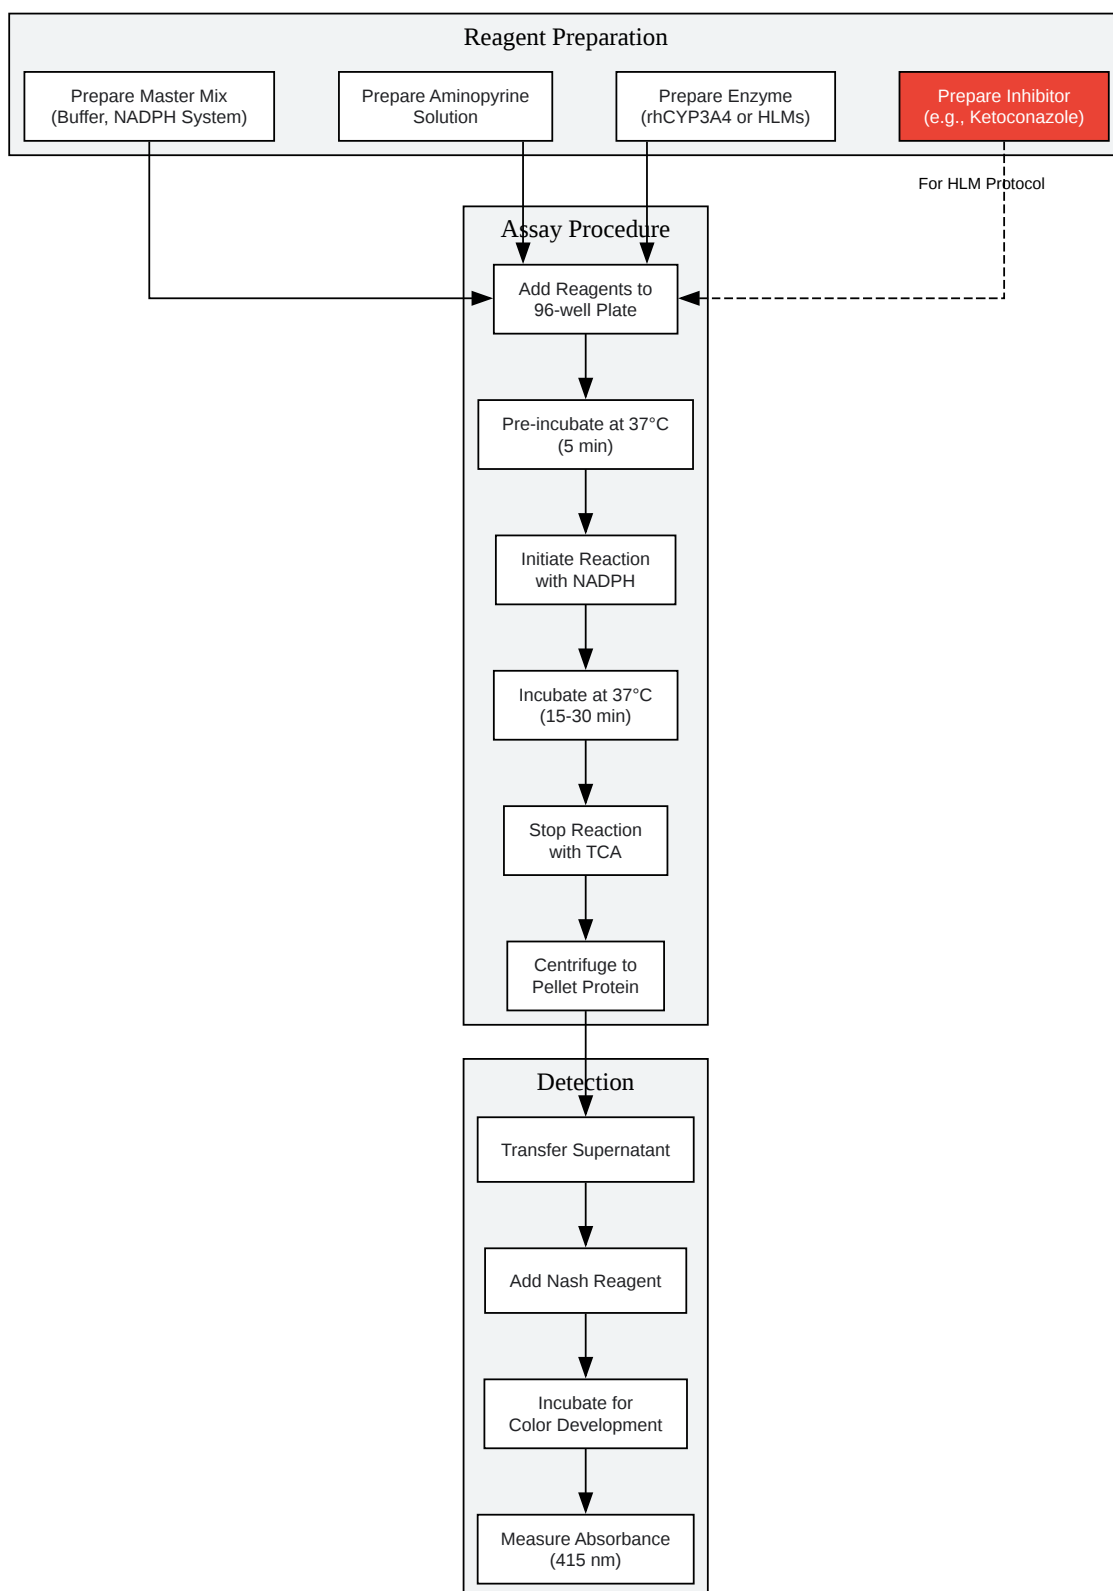 Reagent Preparation
Prepare Master Mix
(Buffer, NADPH System)
Prepare Aminopyrine
Solution
Prepare Enzyme
(rhCYP3A4 or HLMs)
Prepare Inhibitor
(e.g., Ketoconazole)
For HLM Protocol
Assay Procedure
Add Reagents to
96-well Plate
Pre-incubate at 37°C
(5 min)
Initiate Reaction
with NADPH
Incubate at 37°C
(15-30 min)
Stop Reaction
with TCA
Centrifuge to
Pellet Protein
Detection
Transfer Supernatant
Add Nash Reagent
Incubate for
Color Development
Measure Absorbance
(415 nm)